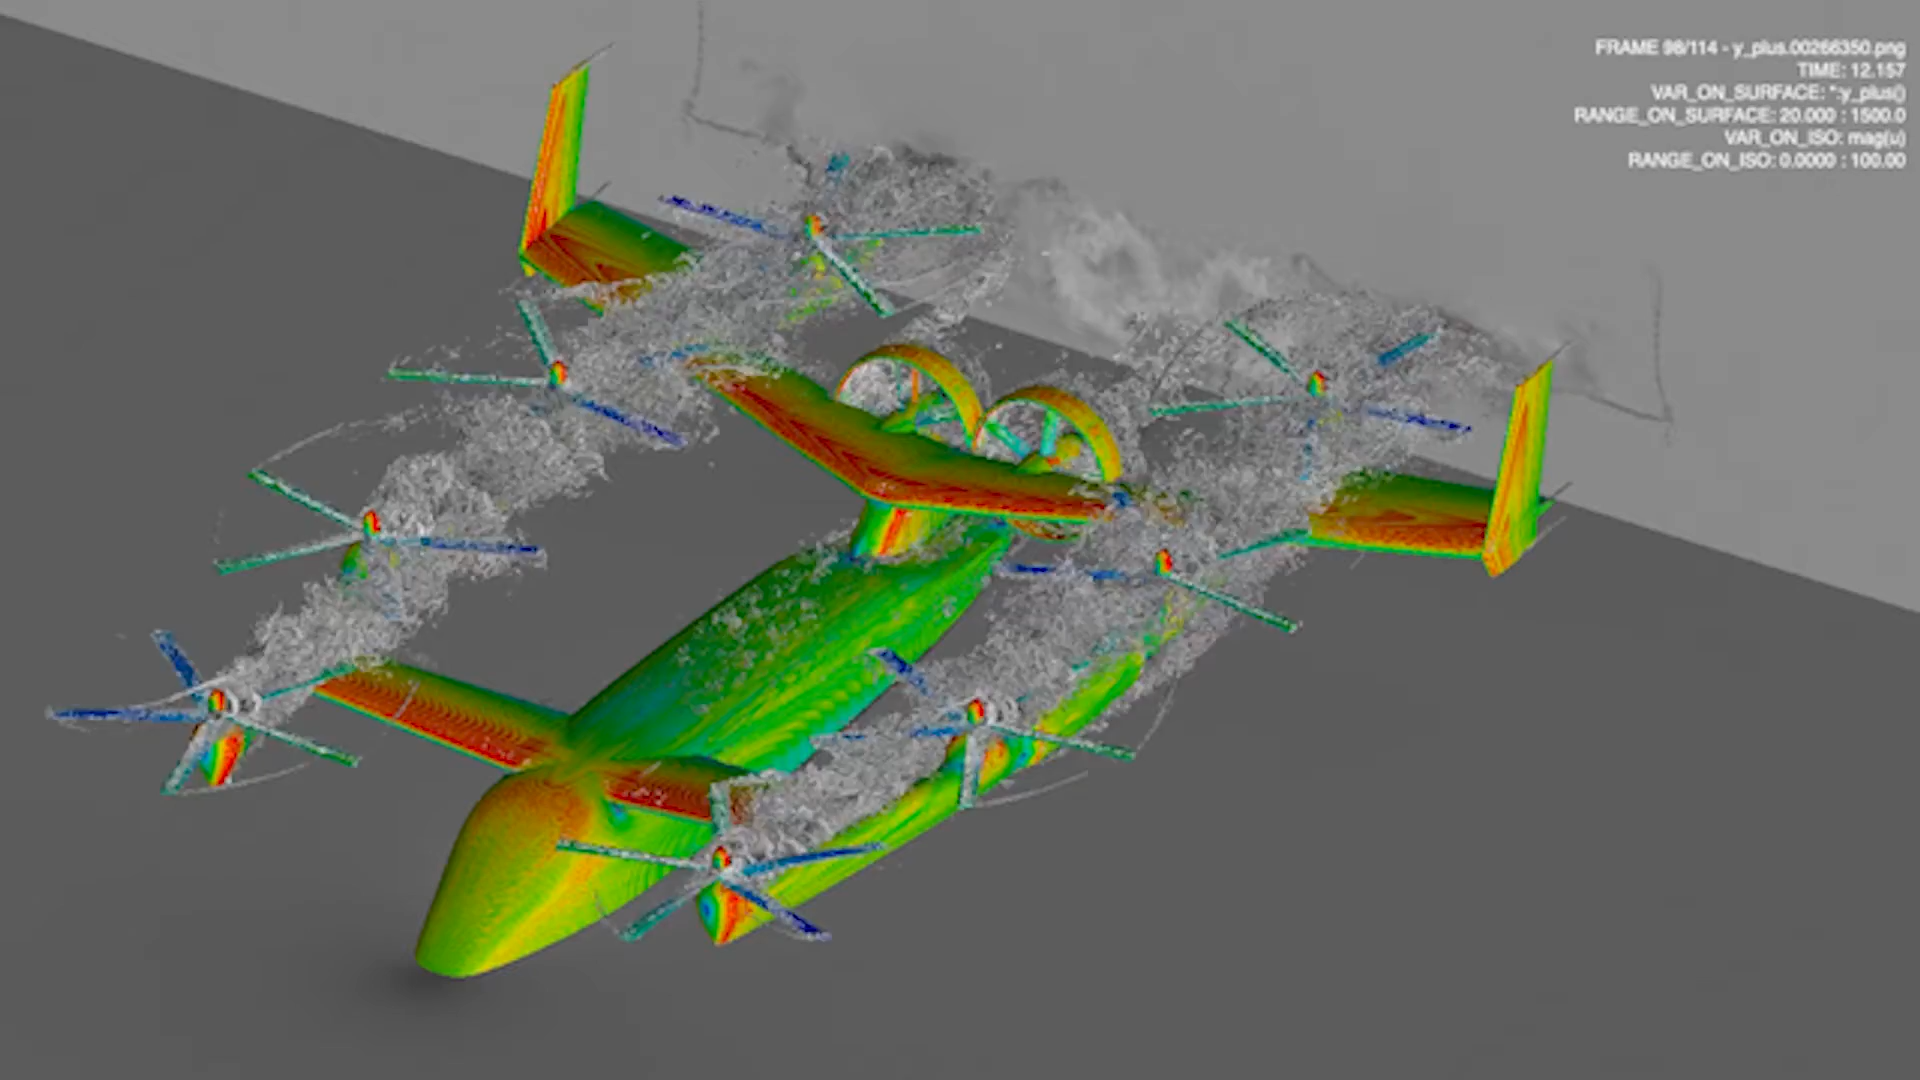 FRAME 98/114 - y_plus.00266350.png
TIME: 12.157
VAR_ON_SURFACE: *:y_plus()
RANGE_ON_SURFACE: 20.000 : 1500.0
VAR_ON_ISO: mag(u)
RANGE_ON_ISO: 0.0000 : 100.00